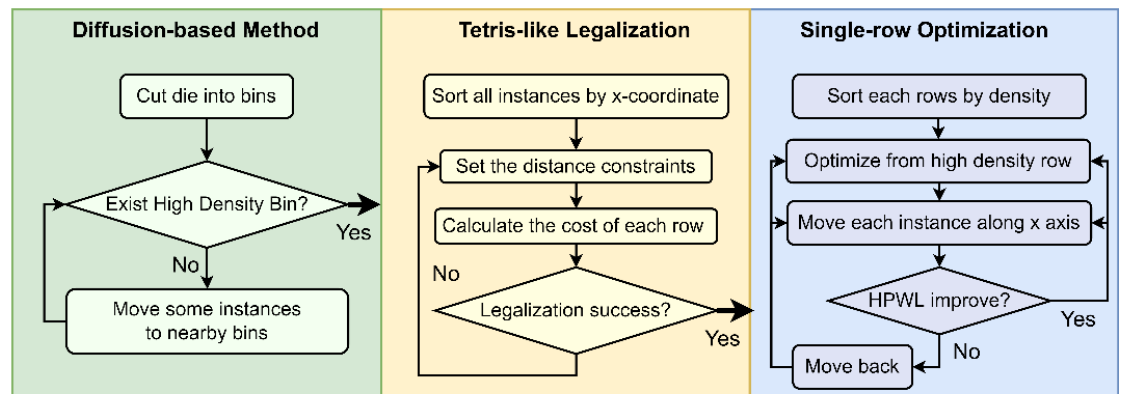 Diffusion-based Method
Cut die into bins
Exist High Density Bin?
Yes
No
Move some instances
to nearby bins
Tetris-like Legalization
Sort all instances by x-coordinate
Set the distance constraints
Calculate the cost of each row
No
Legalization success?
Yes
Single-row Optimization
Sort each rows by density
Optimize from high density row
Move each instance along x axis
HPWL improve?
Yes
No
Move back